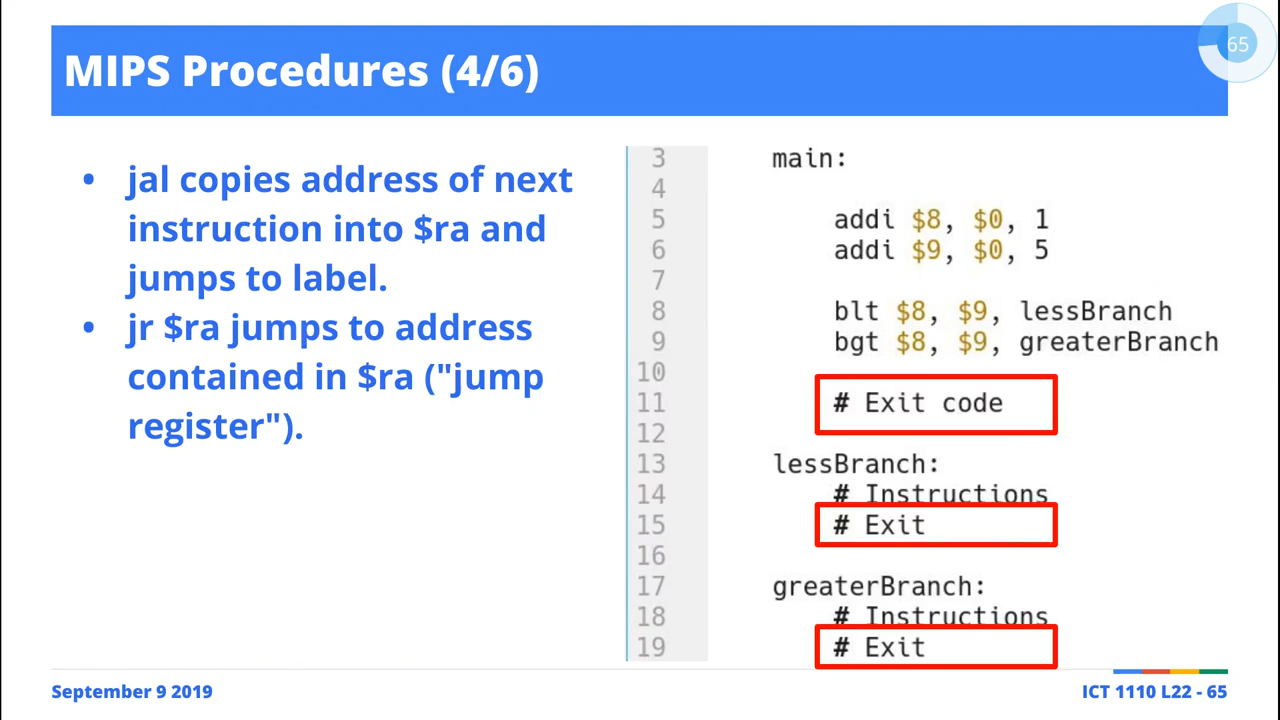 65
MIPS Procedures (4/6)
• jal copies address of next
instruction into $ra and
jumps to label.
• jr $ra jumps to address
contained in $ra ("jump
register").
3 main:
4
5 addi $8, $0, 1
6 addi $9, $0, 5
7
8 blt $8, $9, lessBranch
9 bgt $8, $9, greaterBranch
10
11 # Exit code
12
13 lessBranch:
14 # Instructions
15 # Exit
16
17 greaterBranch:
18 # Instructions
19 # Exit
September 9 2019
ICT 1110 L22 - 65